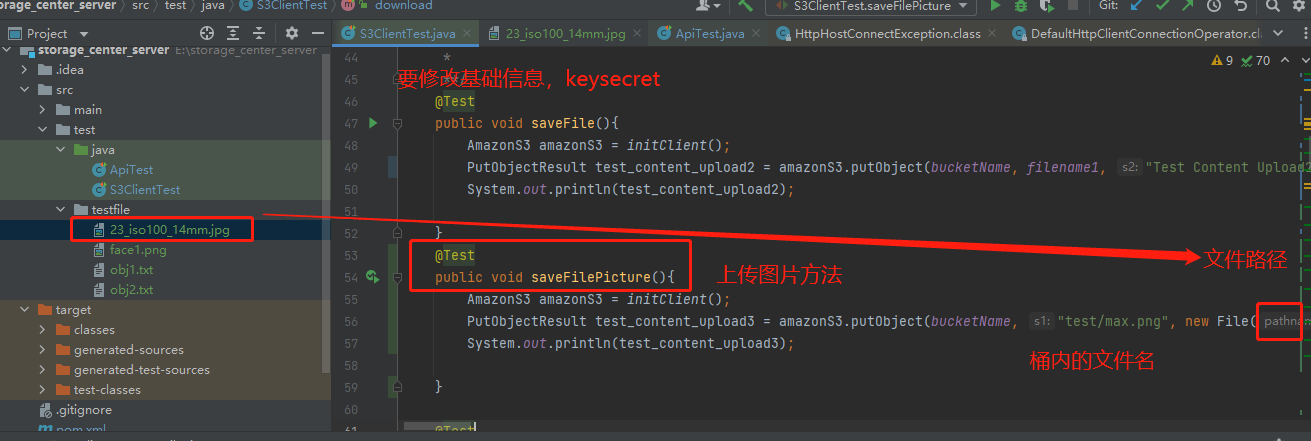 storage_center_server > src > test > java > S3ClientTest > m download
S3ClientTest.saveFilePicture
Git:
Project
S3ClientTest.java
23_iso100_14mm.jpg
ApiTest.java
HttpHostConnectException.class
DefaultHttpClientConnectionOperator.cl
storage_center_server E:\storage_center_server
.idea
src
main
test
java
ApiTest
S3ClientTest
testfile
23_iso100_14mm.jpg
face1.png
obj1.txt
obj2.txt
target
classes
generated-sources
generated-test-sources
test-classes
.gitignore
pom.xml
9 70
44 *
45
要修改基础信息，keysecret
46 @Test
47 public void saveFile(){
48 AmazonS3 amazonS3 = initClient();
49 PutObjectResult test_content_upload2 = amazonS3.putObject(bucketName, filename1, s2: "Test Content Upload2
50 System.out.println(test_content_upload2);
51
52 }
53 @Test
54 public void saveFilePicture(){
上传图片方法
文件路径
55 AmazonS3 amazonS3 = initClient();
56 PutObjectResult test_content_upload3 = amazonS3.putObject(bucketName, s1: "test/max.png", new File( pathnam
57 System.out.println(test_content_upload3);
桶内的文件名
58
59 }
60
61 @Test